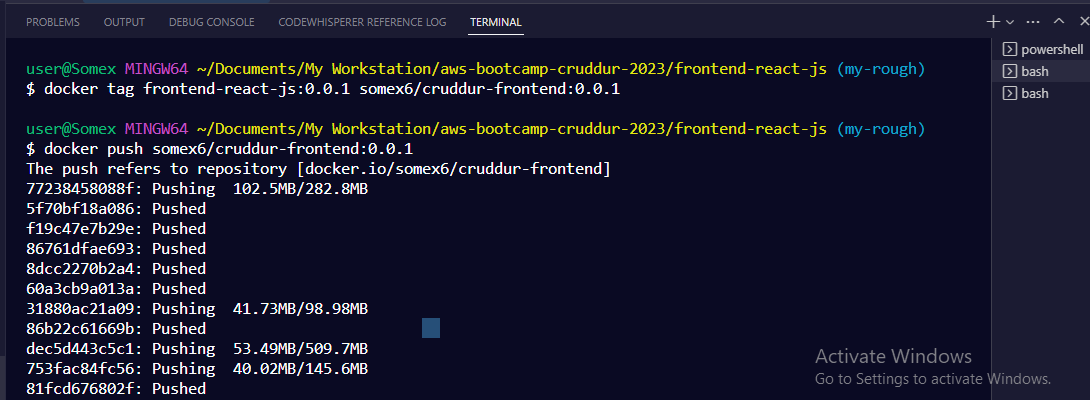 PROBLEMS OUTPUT DEBUG CONSOLE CODEWHISPERER REFERENCE LOG TERMINAL
powershell
bash
bash
user@Somex MINGW64 ~/Documents/My Workstation/aws-bootcamp-cruddur-2023/frontend-react-js (my-rough)
$ docker tag frontend-react-js:0.0.1 somex6/cruddur-frontend:0.0.1
user@Somex MINGW64 ~/Documents/My Workstation/aws-bootcamp-cruddur-2023/frontend-react-js (my-rough)
$ docker push somex6/cruddur-frontend:0.0.1
The push refers to repository [docker.io/somex6/cruddur-frontend]
77238458088f: Pushing 102.5MB/282.8MB
5f70bf18a086: Pushed
f19c47e7b29e: Pushed
86761dfae693: Pushed
8dcc2270b2a4: Pushed
60a3cb9a013a: Pushed
31880ac21a09: Pushing 41.73MB/98.98MB
86b22c61669b: Pushed
dec5d443c5c1: Pushing 53.49MB/509.7MB
753fac84fc56: Pushing 40.02MB/145.6MB
81fcd676802f: Pushed
Activate Windows
Go to Settings to activate Windows.